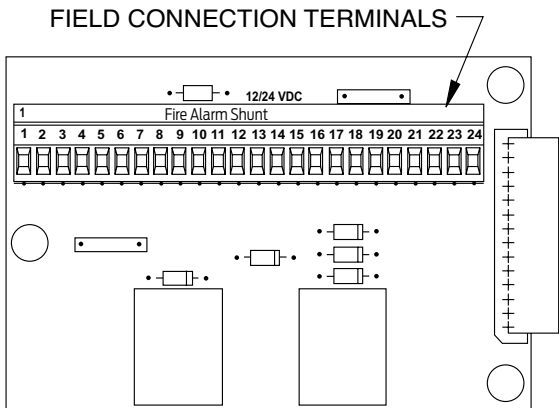 FIELD CONNECTION TERMINALS
12/24 VDC
1 Fire Alarm Shunt
1 2 3 4 5 6 7 8 9 10 11 12 13 14 15 16 17 18 19 20 21 22 23 24